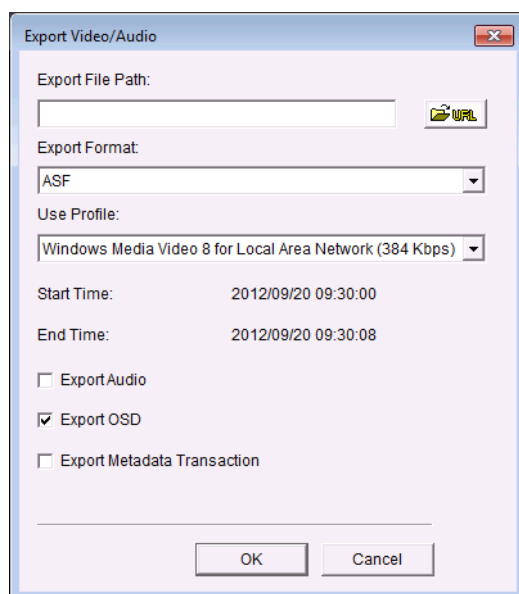 Export Video/Audio
Export File Path:
URL
Export Format:
ASF
Use Profile:
Windows Media Video 8 for Local Area Network (384 Kbps)
Start Time: 2012/09/20 09:30:00
End Time: 2012/09/20 09:30:08
Export Audio
Export OSD
Export Metadata Transaction
OK Cancel